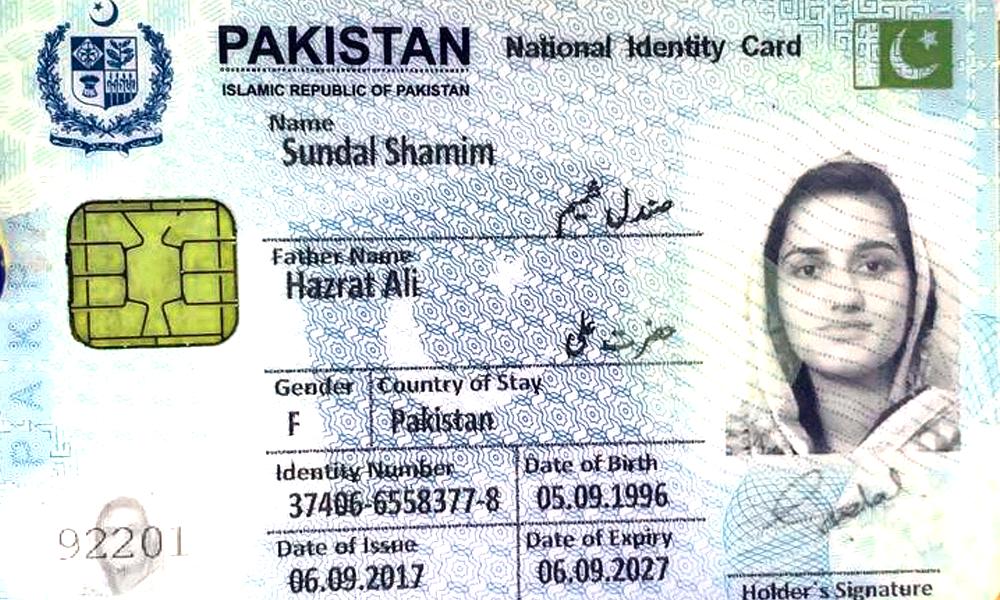 PAKISTAN National Identity Card
ISLAMIC REPUBLIC OF PAKISTAN
Name
Sundal Shamim
صندل شمیم
Father Name
Hazrat Ali
حضرت علی
Gender Country of Stay
F Pakistan
Identity Number Date of Birth
37406-6558377-8 05.09.1996
Date of Issue Date of Expiry
06.09.2017 06.09.2027
92201
Holder's Signature